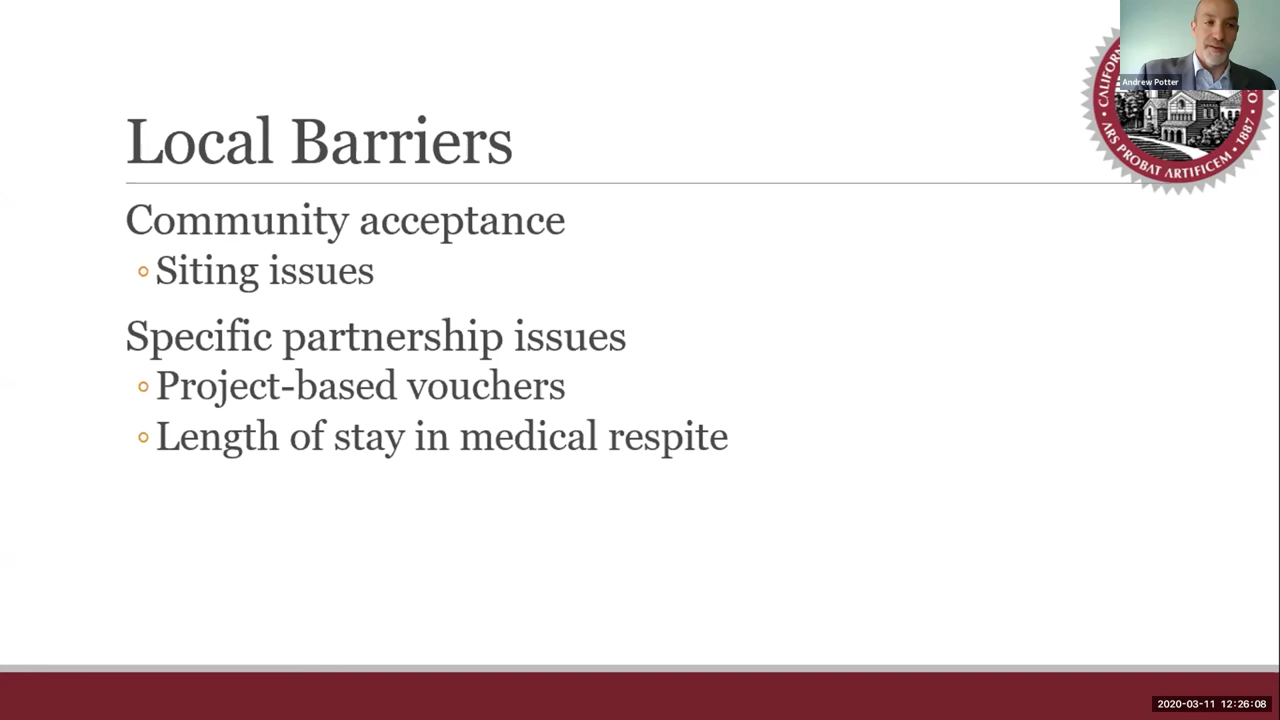 Andrew Potter
CALIFOR
ARS PROBAT ARTIFICEM • 1887 •
Local Barriers
Community acceptance
Siting issues
Specific partnership issues
Project-based vouchers
Length of stay in medical respite
2020-03-11 12:26:08